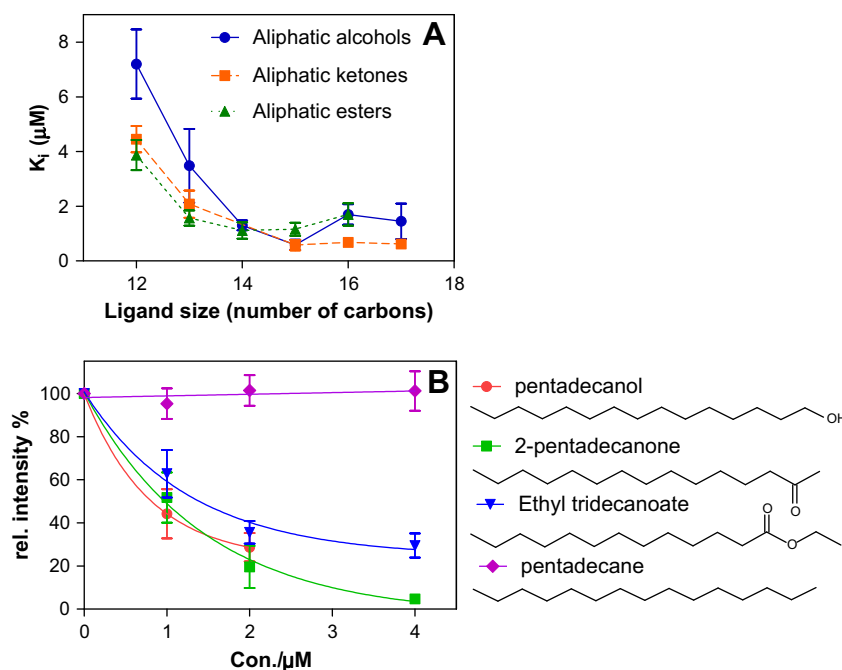 A
Aliphatic alcohols
Aliphatic ketones
Aliphatic esters
8
6
4
2
0
Ki (µM)
12 14 16 18
Ligand size (number of carbons)
B
100
80
60
40
20
0
rel. intensity %
0 1 2 3 4
Con./µM
pentadecanol
OH
2-pentadecanone
O
Ethyl tridecanoate
O
O
pentadecane